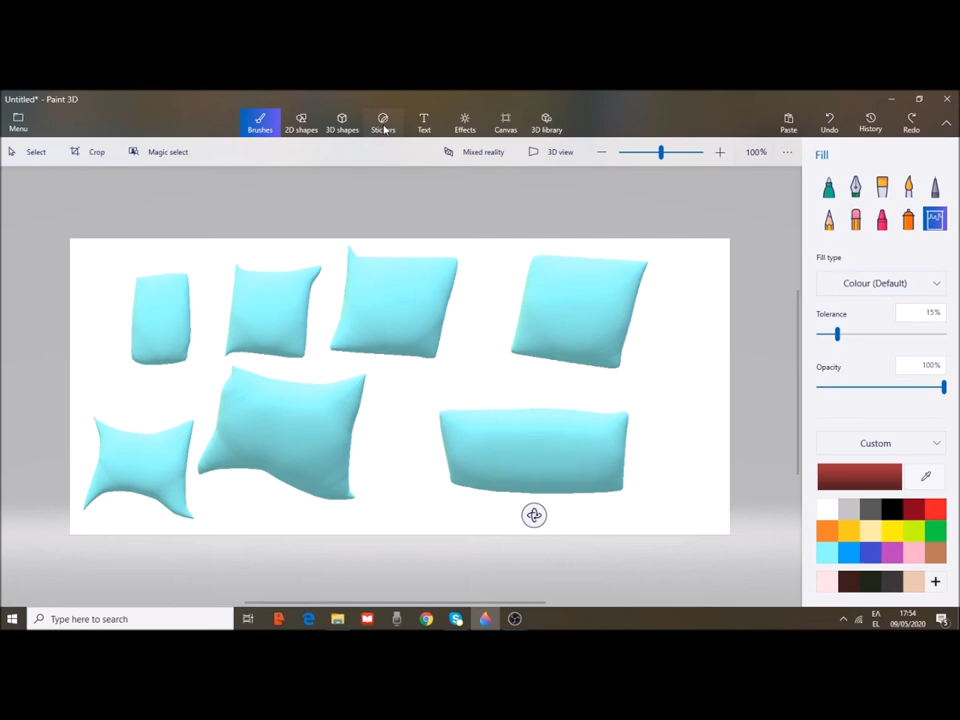 Untitled* - Paint 3D
Menu
Brushes
2D shapes
3D shapes
Stickers
Text
Effects
Canvas
3D library
Paste
Undo
History
Redo
Select
Crop
Magic select
Mixed reality
3D view
100%
Fill
Fill type
Colour (Default)
Tolerance
15%
Opacity
100%
Custom
Type here to search
ΕΛ
EL
17:54
09/05/2020